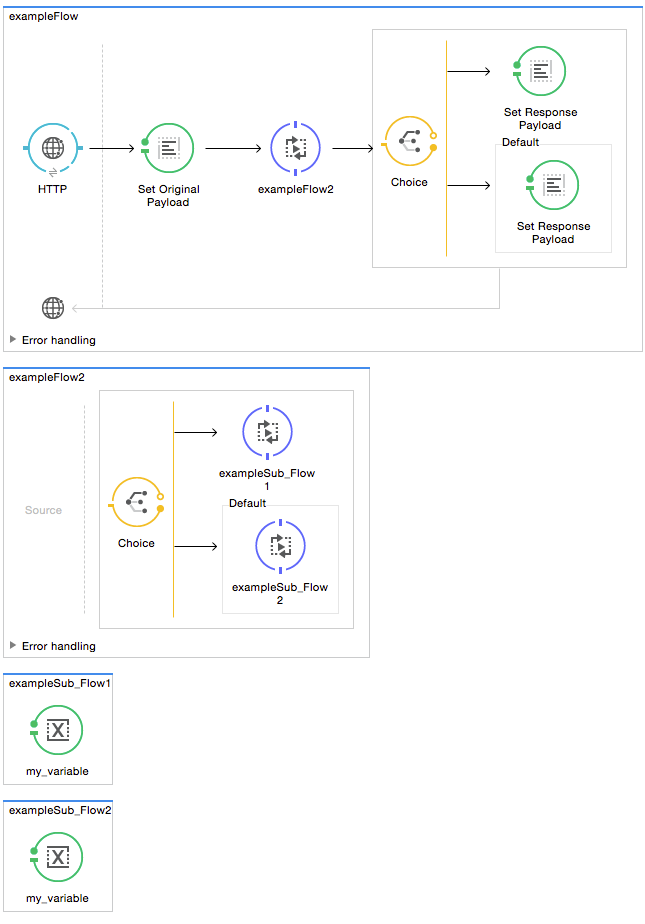 exampleFlow
HTTP
Set Original
Payload
exampleFlow2
Choice
Set Response
Payload
Default
Set Response
Payload
Error handling
exampleFlow2
Source
Choice
exampleSub_Flow
1
Default
exampleSub_Flow
2
Error handling
exampleSub_Flow1
my_variable
exampleSub_Flow2
my_variable